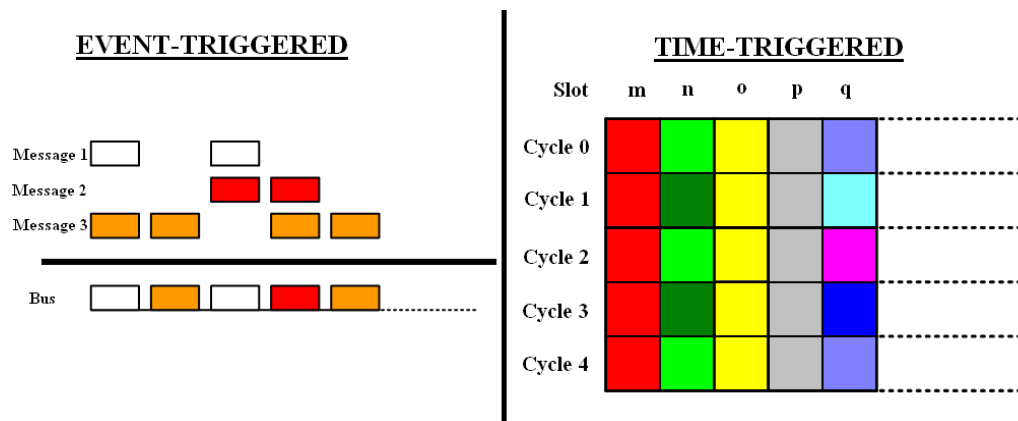 EVENT-TRIGGERED
Message 1
Message 2
Message 3
Bus
TIME-TRIGGERED
Slot m n o p q
Cycle 0
Cycle 1
Cycle 2
Cycle 3
Cycle 4